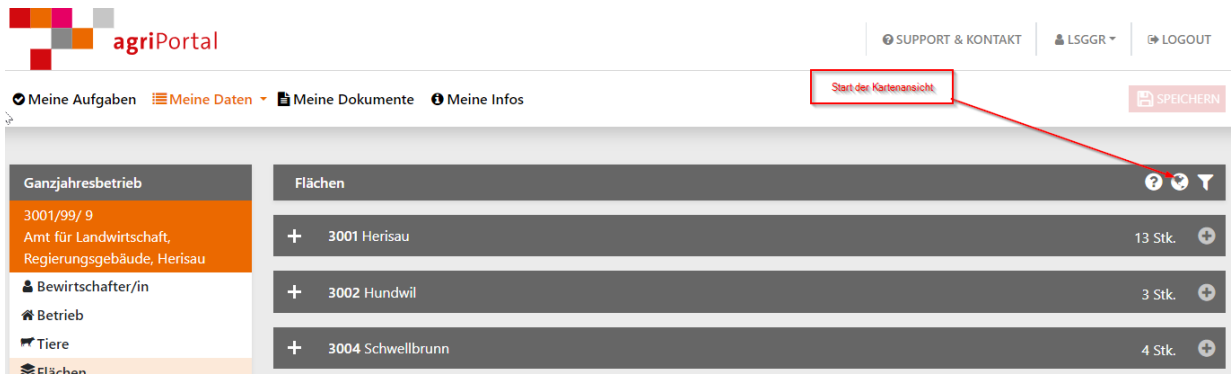 agriPortal
SUPPORT & KONTAKT
LSGGR
LOGOUT
Meine Aufgaben
Meine Daten
Meine Dokumente
Meine Infos
Start der Kartenansicht
SPEICHERN
Ganzjahresbetrieb
3001/99/ 9
Amt für Landwirtschaft,
Regierungsgebäude, Herisau
Bewirtschafter/in
Betrieb
Tiere
Flächen
Flächen
3001 Herisau
13 Stk.
3002 Hundwil
3 Stk.
3004 Schwellbrunn
4 Stk.